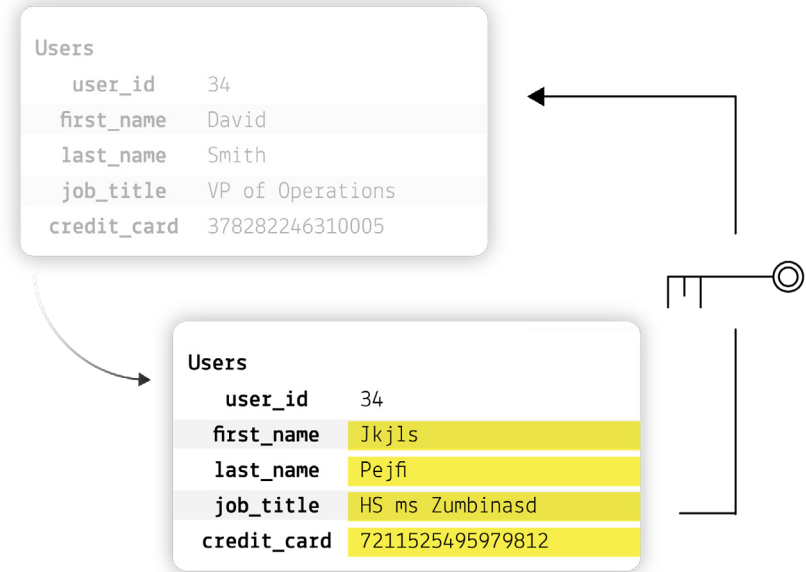 Users
user_id 34
first_name David
last_name Smith
job_title VP of Operations
credit_card 378282246310005
Users
user_id 34
first_name Jkjls
last_name Pejfi
job_title HS ms Zumbinasd
credit_card 7211525495979812